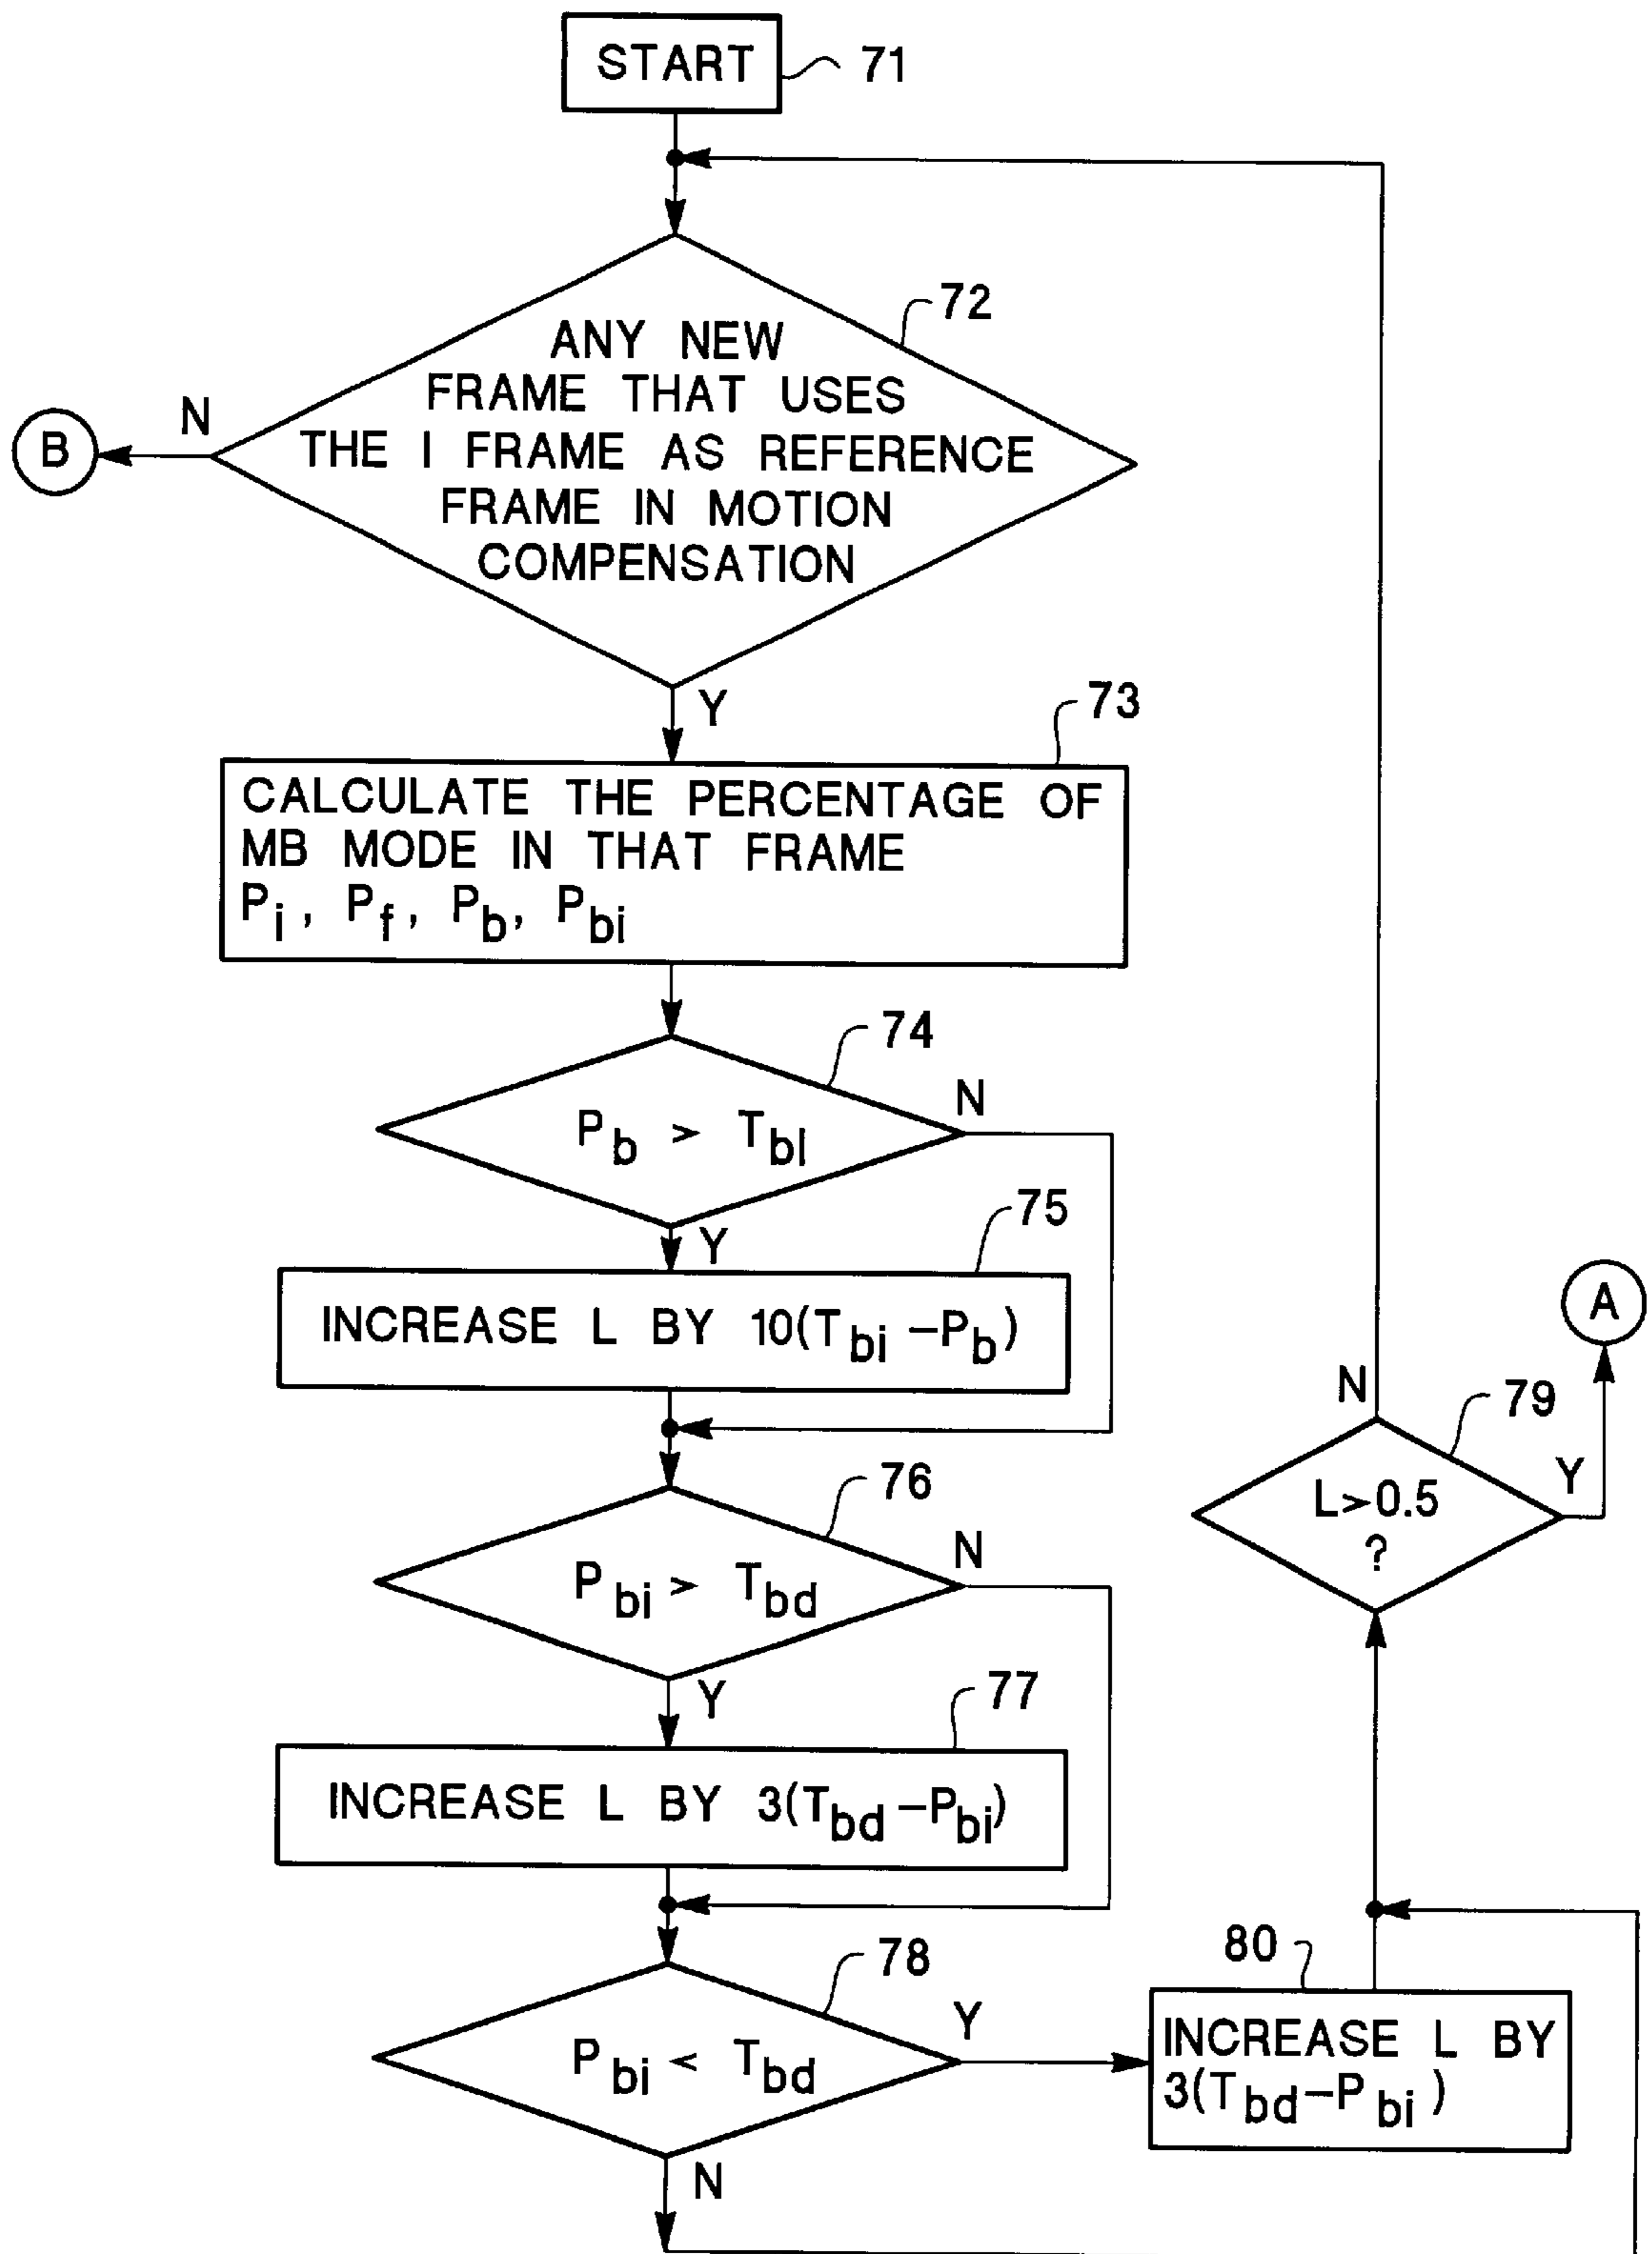 START
71
72
ANY NEW
FRAME THAT USES
THE I FRAME AS REFERENCE
FRAME IN MOTION
COMPENSATION
N
B
Y
73
CALCULATE THE PERCENTAGE OF
MB MODE IN THAT FRAME
Pi, Pf, Pb, Pbi
74
Pb > Tbl
N
Y
75
INCREASE L BY 10(Tbi -Pb)
A
76
Pbi > Tbd
N
Y
79
L>0.5
?
N
Y
77
INCREASE L BY 3(Tbd -Pbi)
78
Pbi < Tbd
Y
N
80
INCREASE L BY
3(Tbd-Pbi)